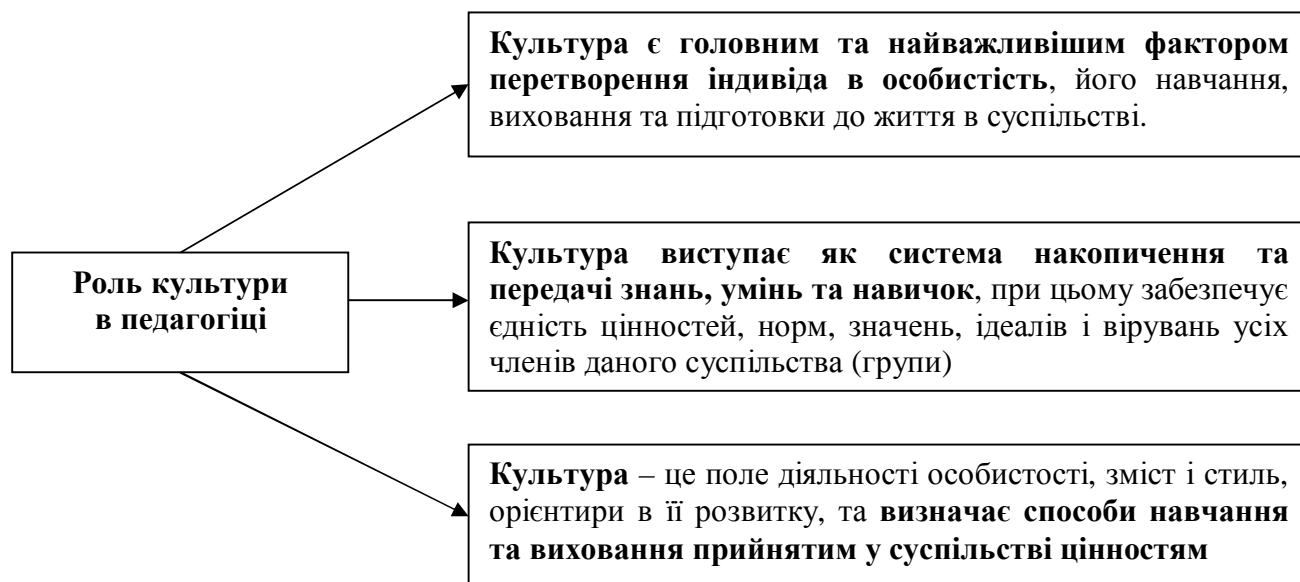 Культура є головним та найважливішим фактором
перетворення індивіда в особистість, його навчання,
виховання та підготовки до життя в суспільстві.
Роль культури
в педагогіці
Культура виступає як система накопичення та
передачі знань, умінь та навичок, при цьому забезпечує
єдність цінностей, норм, значень, ідеалів і вірувань усіх
членів даного суспільства (групи)
Культура – це поле діяльності особистості, зміст і стиль,
орієнтири в її розвитку, та визначає способи навчання
та виховання прийнятим у суспільстві цінностям